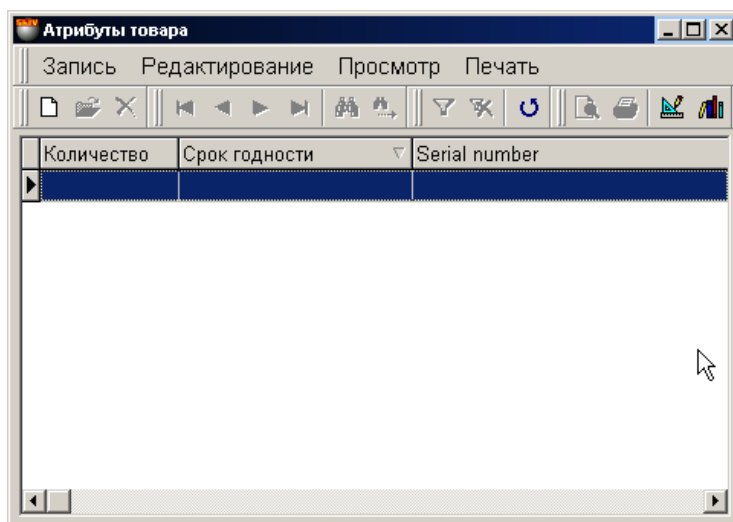 Атрибуты товара
Запись Редактирование Просмотр Печать
Количество Срок годности Serial number